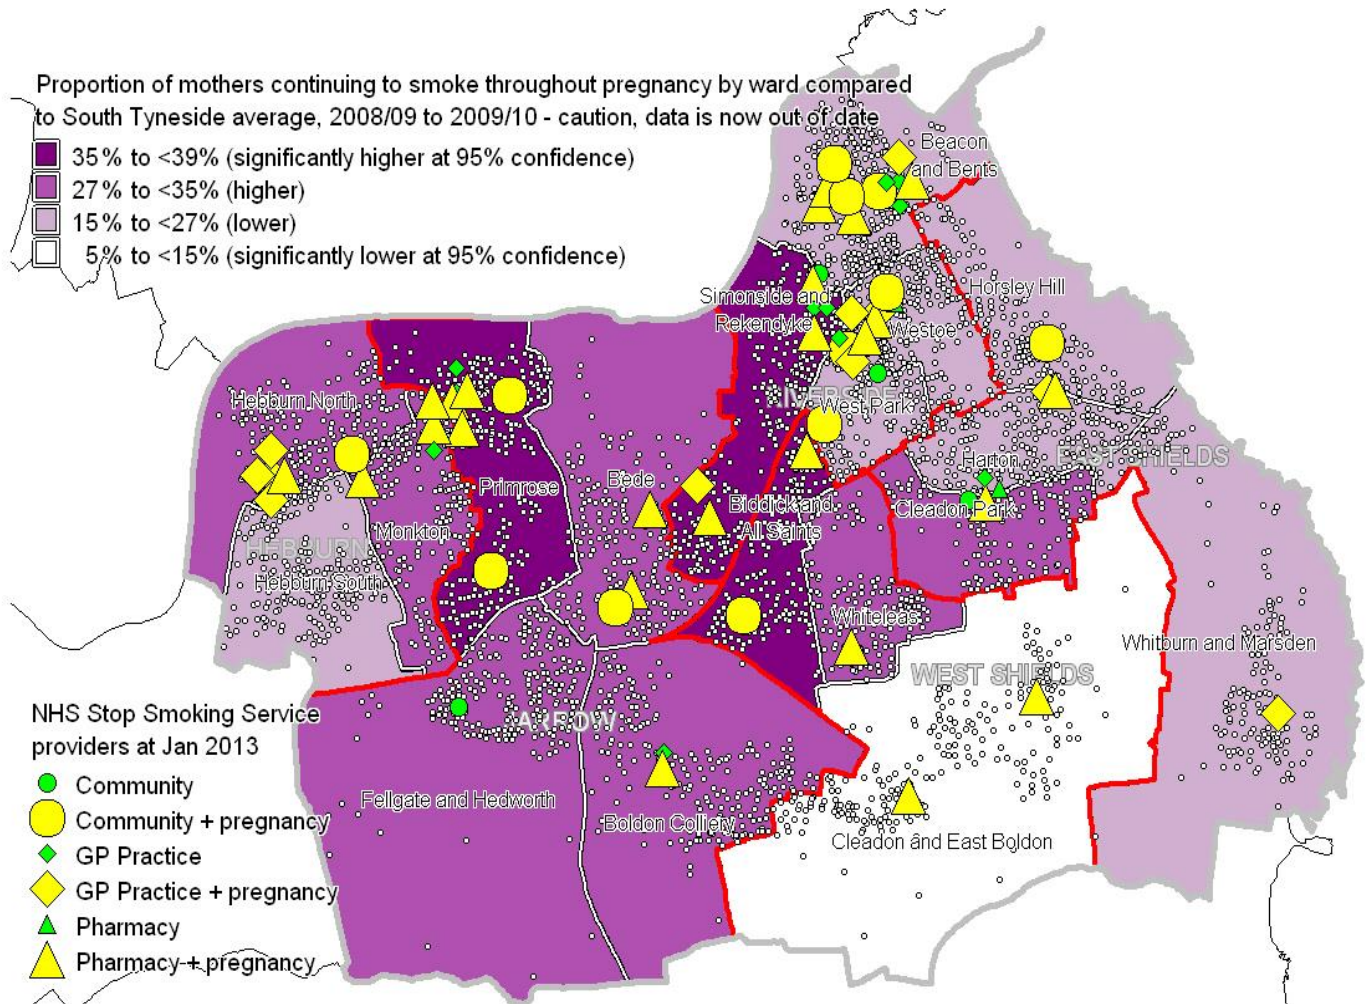 Proportion of mothers continuing to smoke throughout pregnancy by ward compared
to South Tyneside average, 2008/09 to 2009/10 - caution, data is now out of date
35% to <39% (significantly higher at 95% confidence)
27% to <35% (higher)
15% to <27% (lower)
5% to <15% (significantly lower at 95% confidence)
Beacon
and Bents
Horsley Hill
Simonside and
Rekendyke
Westoe
RIVERSIDE
West Park
Hebburn North
EAST SHIELDS
Harton
Cleadon Park
Primrose
Bede
Biddick and
All Saints
Monkton
HEBBURN
Hebburn South
Whiteleas
Whitburn and Marsden
WEST SHIELDS
ARROW
Fellgate and Hedworth
Boldon Colliery
Cleadon and East Boldon
NHS Stop Smoking Service
providers at Jan 2013
Community
Community + pregnancy
GP Practice
GP Practice + pregnancy
Pharmacy
Pharmacy + pregnancy